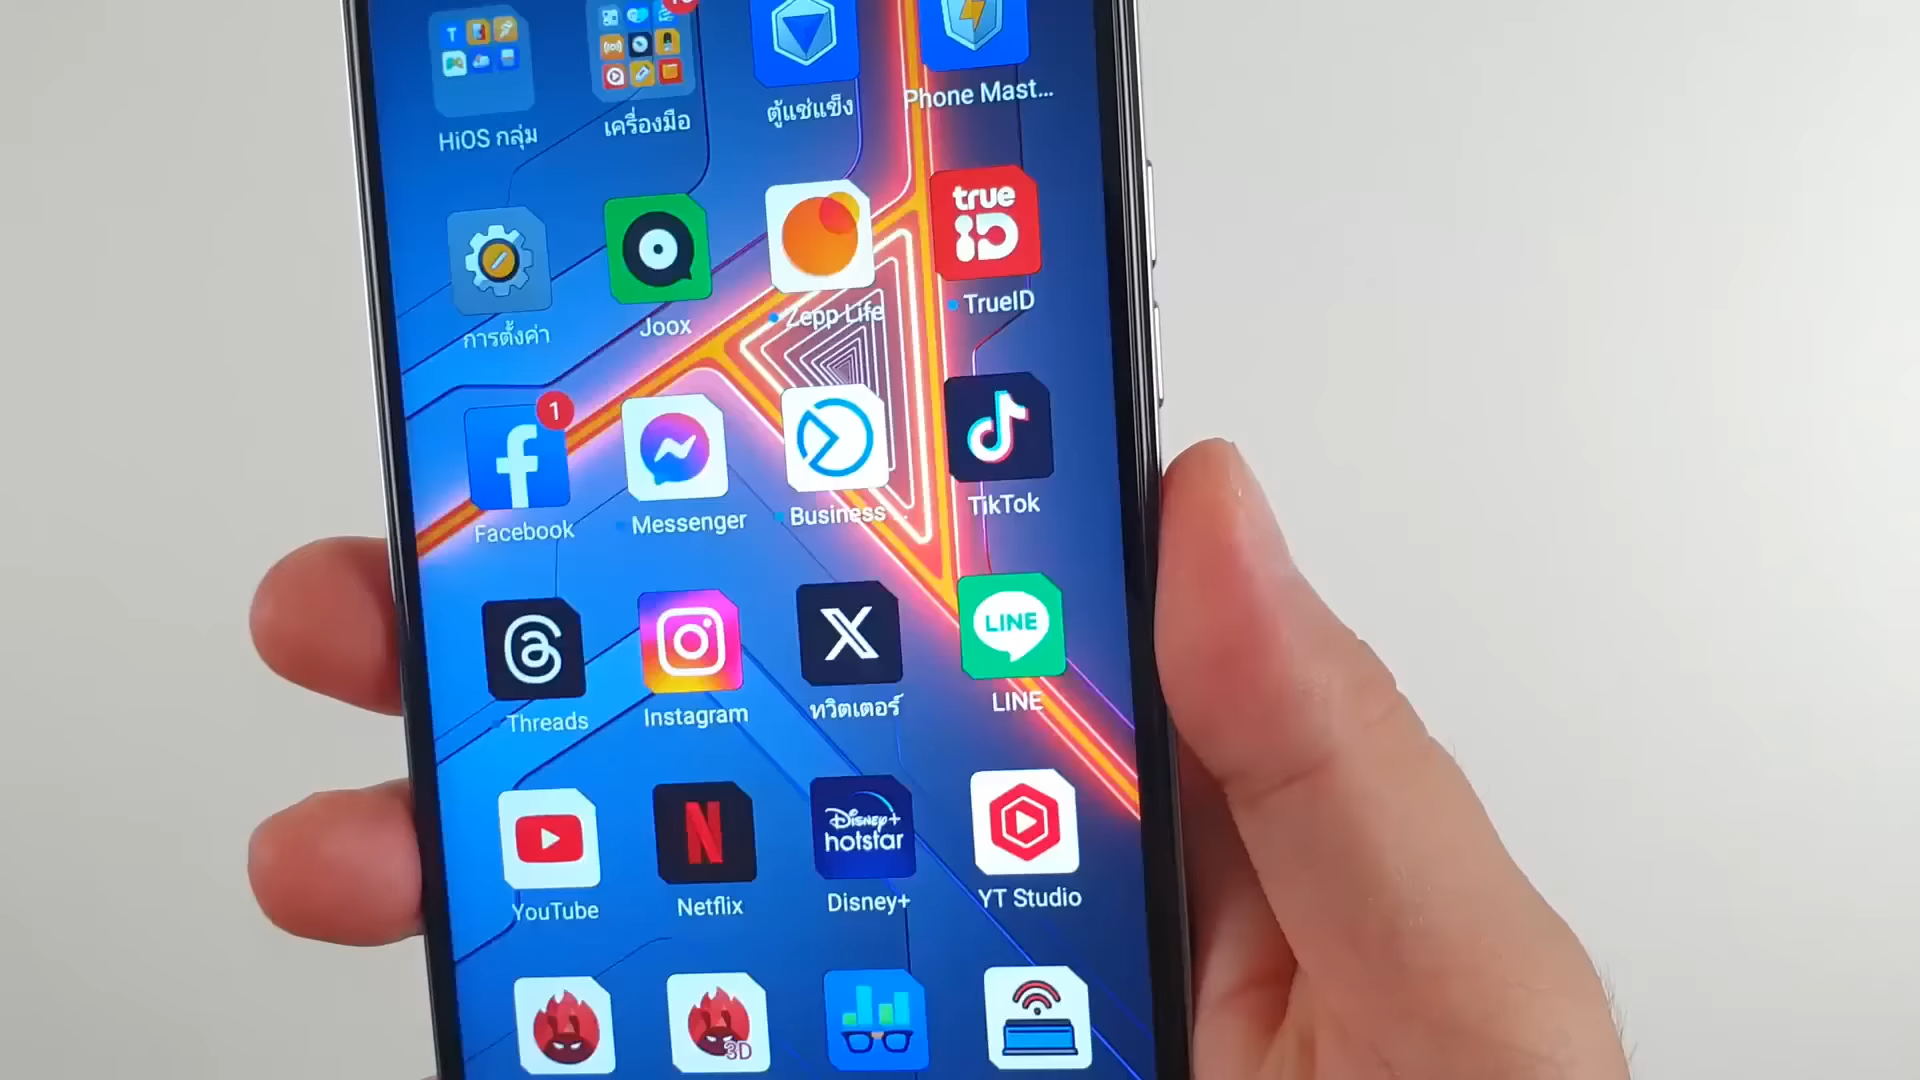 HiOS กลุ่ม
เครื่องมือ
ตู้แช่แข็ง
Phone Mast...
true
iD
การตั้งค่า
Joox
Zepp Life
TrueID
1
Facebook
Messenger
Business ...
TikTok
LINE
Threads
Instagram
ทวิตเตอร์
LINE
Disney+
hotstar
YouTube
Netflix
Disney+
YT Studio
3D